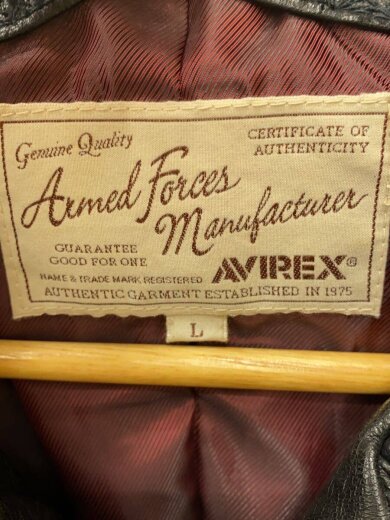 Genuine Quality
CERTIFICATE OF
AUTHENTICITY
Armed Forces
Manufacturer
GUARANTEE
GOOD FOR ONE
NAME & TRADE MARK REGISTERED
AVIREX®
AUTHENTIC GARMENT ESTABLISHED IN 1975
L